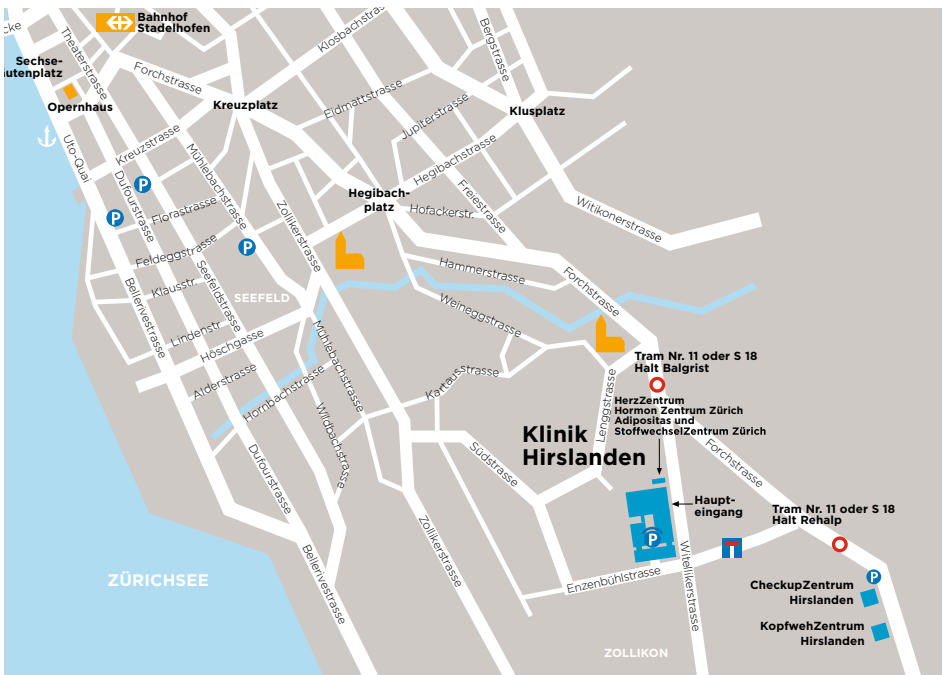 cke
Bahnhof
Stadelhofen
Theaterstrasse
Sechse-
äutenplatz
Opernhaus
Forchstrasse
Kreuzplatz
Klosbachstrasse
Bergstrasse
Eidmattstrasse
Jupiterstrasse
Klusplatz
Uto-Quai
Kreuzstrasse
Mühlebachstrasse
Hegibachstrasse
P
P
P
Dufourstrasse
Florastrasse
Hegibach-
platz
Freiestrasse
Hofackerstr.
Witikonerstrasse
Zollikerstrasse
Feldeggstrasse
Klausstr.
Seefeldstrasse
SEEFELD
Hammerstrasse
Forchstrasse
Weineggstrasse
Bellerivestrasse
Lindenstr.
Höschgasse
Mühlebachstrasse
Alderstrasse
Hornbachstrasse
Wildbachstrasse
Kartausstrasse
Lenggstrasse
Tram Nr. 11 oder S 18
Halt Balgrist
HerzZentrum
Hormon Zentrum Zürich
Adipositas und
StoffwechselZentrum Zürich
Klinik
Hirslanden
Südstrasse
Forchstrasse
Dufourstrasse
Haupt-
eingang
Tram Nr. 11 oder S 18
Halt Rehalp
P
Zollikerstrasse
Bellerivestrasse
ZÜRICHSEE
Enzenbühlstrasse
Witellikerstrasse
P
CheckupZentrum
Hirslanden
KopfwehZentrum
Hirslanden
ZOLLIKON